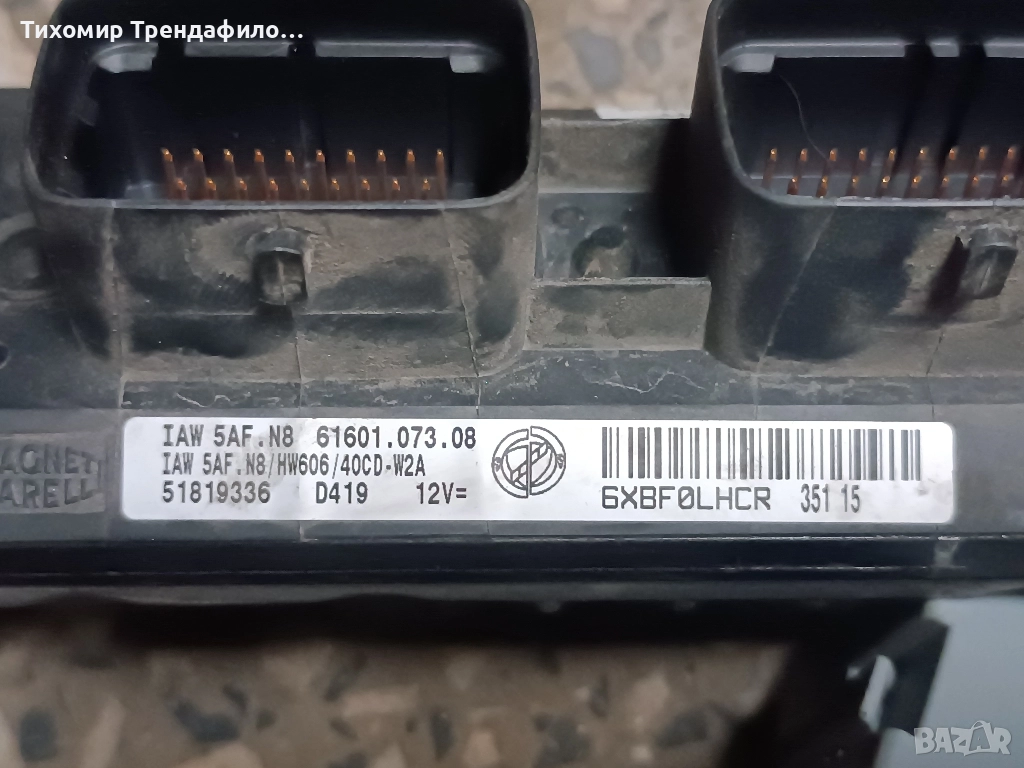 Тихомир Трендафило...
IAW 5AF.N8 61601.073.08
IAW 5AF.N8/HW606/40CD-W2A
51819336 D419 12V=
6XBF0LHCR 351 15
AGNET
ARELL
BAZAR